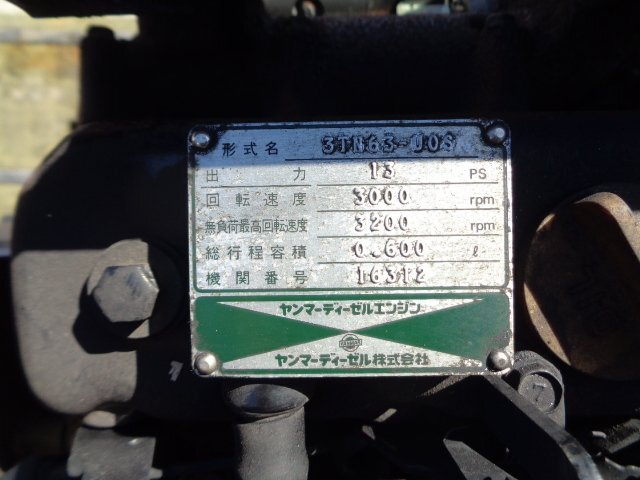 形式名 3TN63-U0S
出力 13 PS
回転速度 3000 rpm
無負荷最高回転速度 3200 rpm
総行程容積 0.600 ℓ
機関番号 16312
ヤンマーディーゼルエンジン
ヤンマーディーゼル株式会社